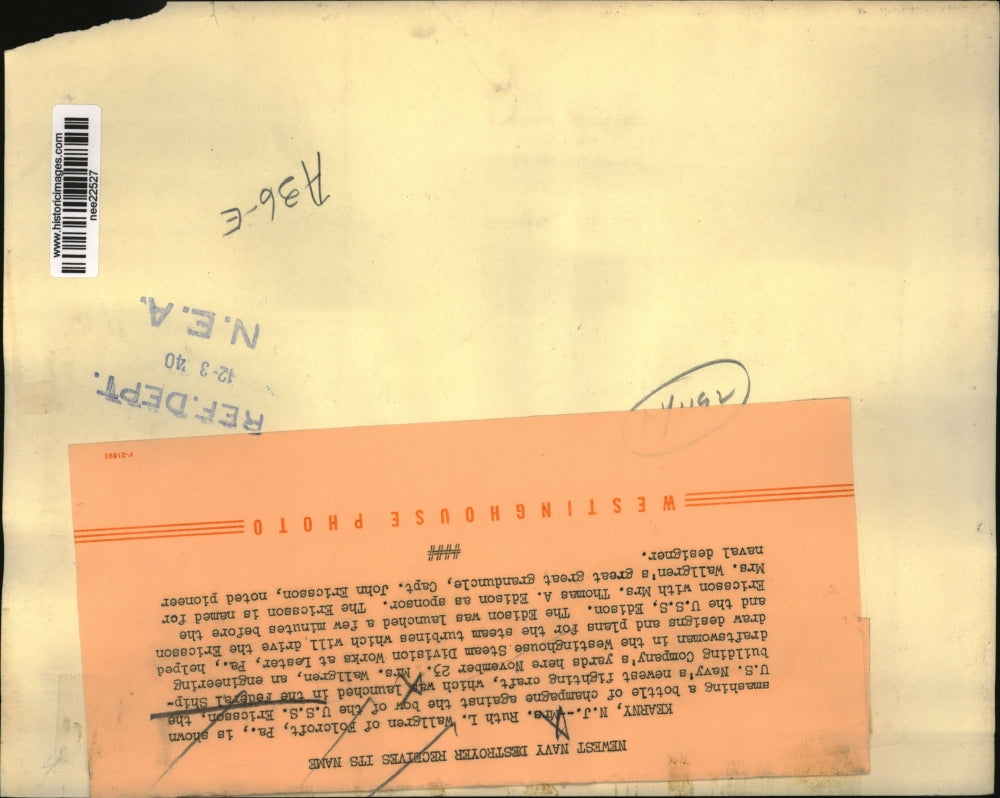 www.historicimages.com
nee22527
A36-E
N.E.A.
12-3 '40
REF.DEPT.
NEWEST NAVY DESTROYER RECEIVES ITS NAME
KEARNY, N.J.--Mrs. Ruth L. Wallgren of Folcroft, Pa., is shown
smashing a bottle of champagne against the bow of the U.S.S. Ericsson, the
U.S. Navy's newest fighting craft, which was launched in the Federal Ship-
building Company's yards here November 23. Mrs. Wallgren, an engineering
draftswoman in the Westinghouse Steam Division Works at Lester, Pa., helped
draw designs and plans for the steam turbines which will drive the Ericsson
and the U.S.S. Edison. The Edison was launched a few minutes before the
Ericsson with Mrs. Thomas A. Edison as sponsor. The Ericsson is named for
Mrs. Wallgren's great great granduncle, Capt. John Ericsson, noted pioneer
naval designer.
####
WESTINGHOUSE PHOTO
P-21691